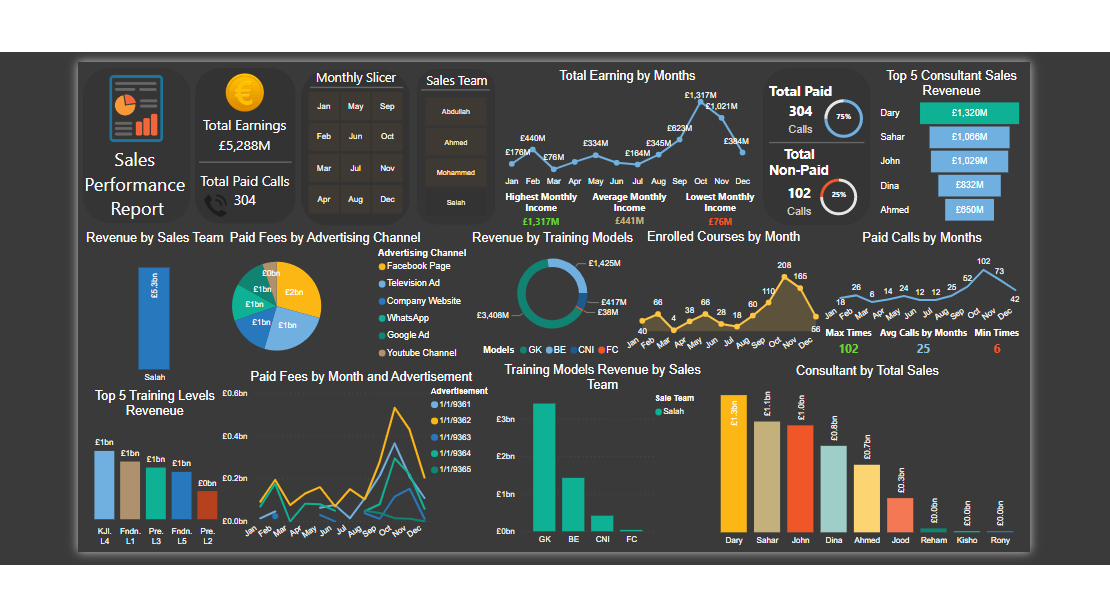 Sales
Performance
Report
Total Earnings
£5,288M
Total Paid Calls
304
Monthly Slicer
Jan May Sep
Feb Jun Oct
Mar Jul Nov
Apr Aug Dec
Sales Team
Abdullah
Ahmed
Mohammed
Salah
Total Earning by Months
£176M £440M £76M £334M £164M £345M £623M £1,317M £1,021M £384M
Jan Feb Mar Apr May Jun Jul Aug Sep Oct Nov Dec
Highest Monthly
Income
£1,317M
Average Monthly
Income
£441M
Lowest Monthly
Income
£76M
Total Paid
304
Calls
75%
Total
Non-Paid
102
Calls
25%
Top 5 Consultant Sales
Reveneue
Dary £1,320M
Sahar £1,066M
John £1,029M
Dina £832M
Ahmed £650M
Revenue by Sales Team
£5.3bn
Salah
Paid Fees by Advertising Channel
£0bn
£2bn
£1bn
£1bn
£1bn
£1bn
Advertising Channel
Facebook Page
Television Ad
Company Website
WhatsApp
Google Ad
Youtube Channel
Revenue by Training Models
£1,425M
£417M
£38M
£3,408M
Models GK BE CNI FC
Enrolled Courses by Month
40 66 4 38 66 28 18 60 110 208 165 56
Jan Feb Mar Apr May Jun Jul Aug Sep Oct Nov Dec
Paid Calls by Months
18 26 6 14 24 12 12 25 52 102 73 42
Jan Feb Mar Apr May Jun Jul Aug Sep Oct Nov Dec
Max Times
102
Avg Calls by Months
25
Min Times
6
Top 5 Training Levels
Reveneue
£1bn £1bn £1bn £1bn £0bn
KJI. Fndn. Pre. Fndn. Pre.
L4 L1 L3 L5 L2
Paid Fees by Month and Advertisement
£0.6bn
£0.4bn
£0.2bn
£0.0bn
Jan Feb Mar Apr May Jun Jul Aug Sep Oct Nov Dec
Advertisement
1/1/9361
1/1/9362
1/1/9363
1/1/9364
1/1/9365
Training Models Revenue by Sales
Team
£3bn
£2bn
£1bn
£0bn
GK BE CNI FC
Sale Team
Salah
Consultant by Total Sales
£1.3bn £1.1bn £1.0bn £0.8bn £0.7bn £0.3bn £0.0bn £0.0bn £0.0bn
Dary Sahar John Dina Ahmed Jood Reham Kisho Rony